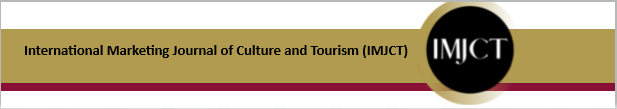 International Marketing Journal of Culture and Tourism (IMJCT)
IMJCT